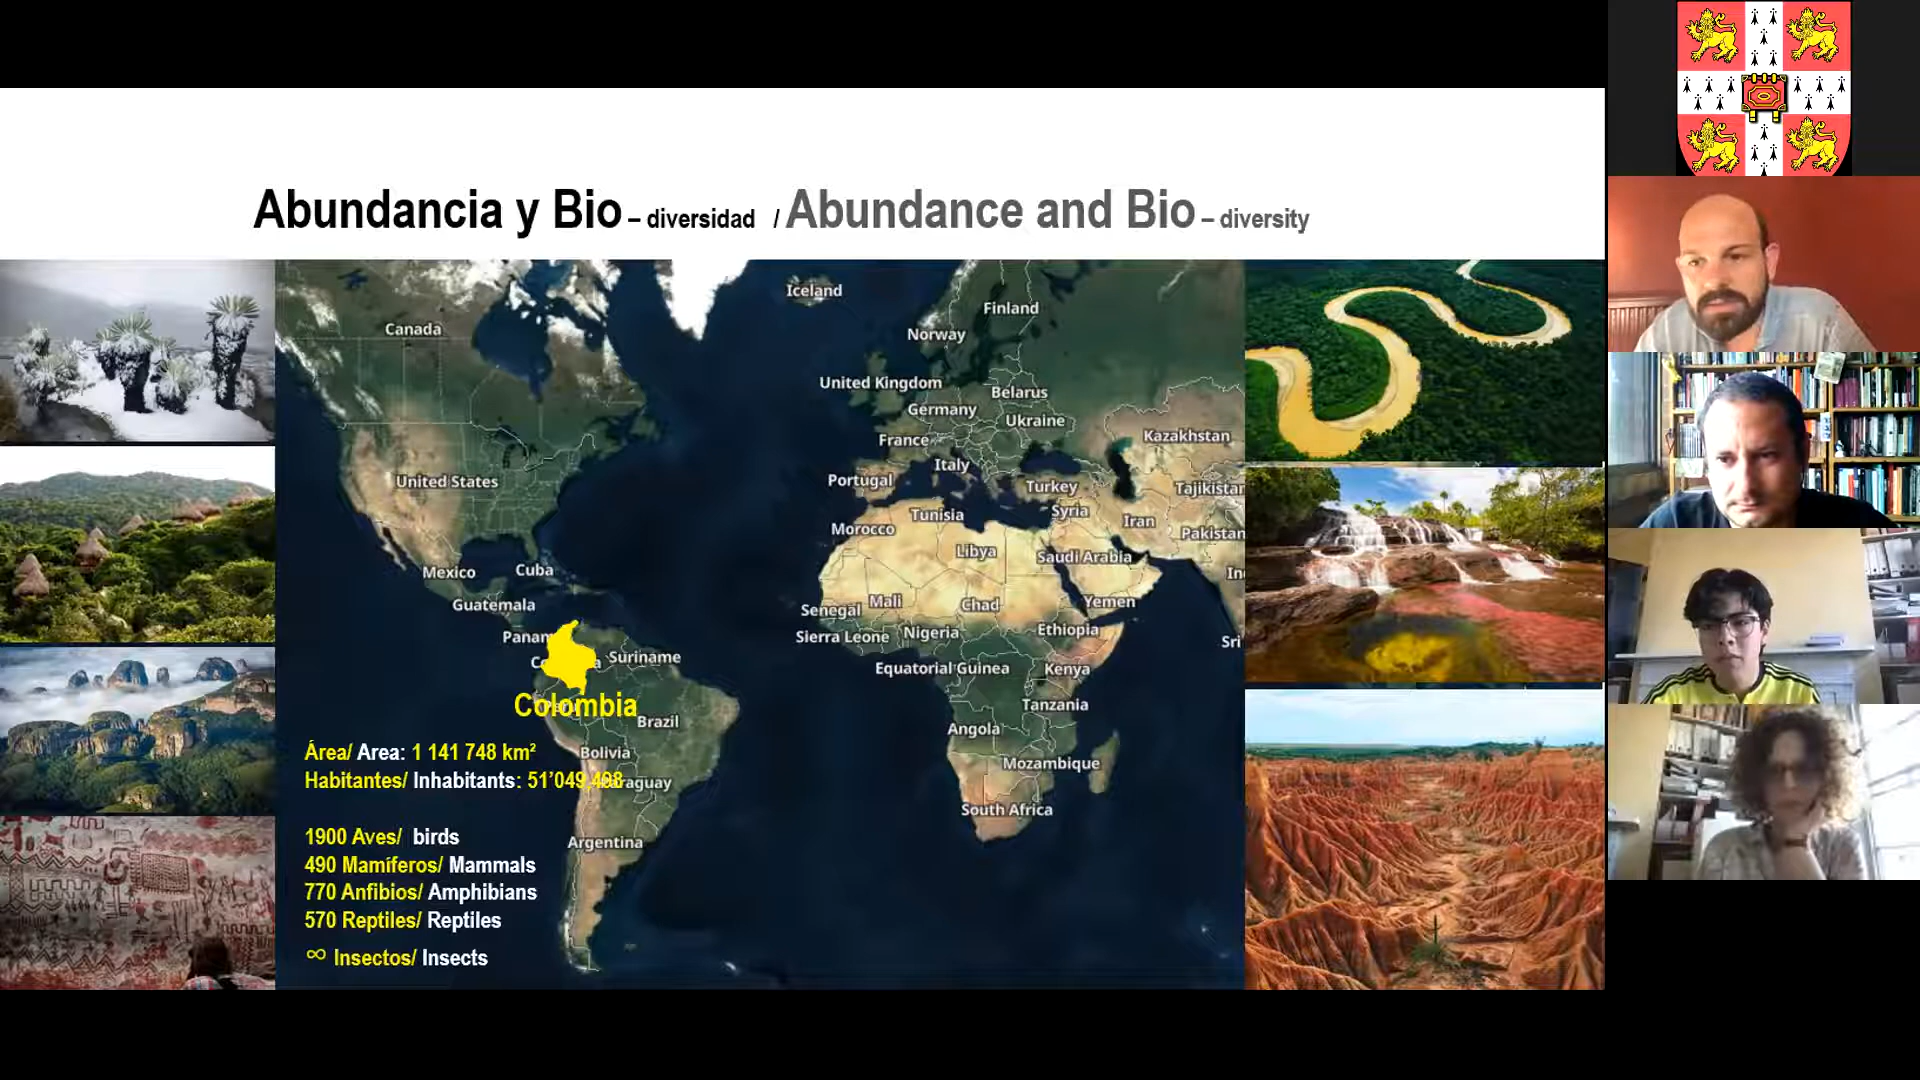 Abundancia y Bio – diversidad / Abundance and Bio – diversity
Iceland
Finland
Canada
Norway
United Kingdom
Belarus
Germany
Ukraine
France
Kazakhstan
Italy
United States
Portugal
Turkey
Tajikistan
Tunisia
Syria
Morocco
Iran
Pakistan
Libya
Saudi Arabia
Mexico
Cuba
Mali
Chad
Yemen
Guatemala
Senegal
Sierra Leone
Nigeria
Ethiopia
Suriname
Equatorial Guinea
Kenya
Colombia
Tanzania
Brazil
Angola
Bolivia
Mozambique
South Africa
Argentina
Área/ Area: 1 141 748 km²
Habitantes/ Inhabitants: 51’049 498
1900 Aves/ birds
490 Mamíferos/ Mammals
770 Anfibios/ Amphibians
570 Reptiles/ Reptiles
∞ Insectos/ Insects